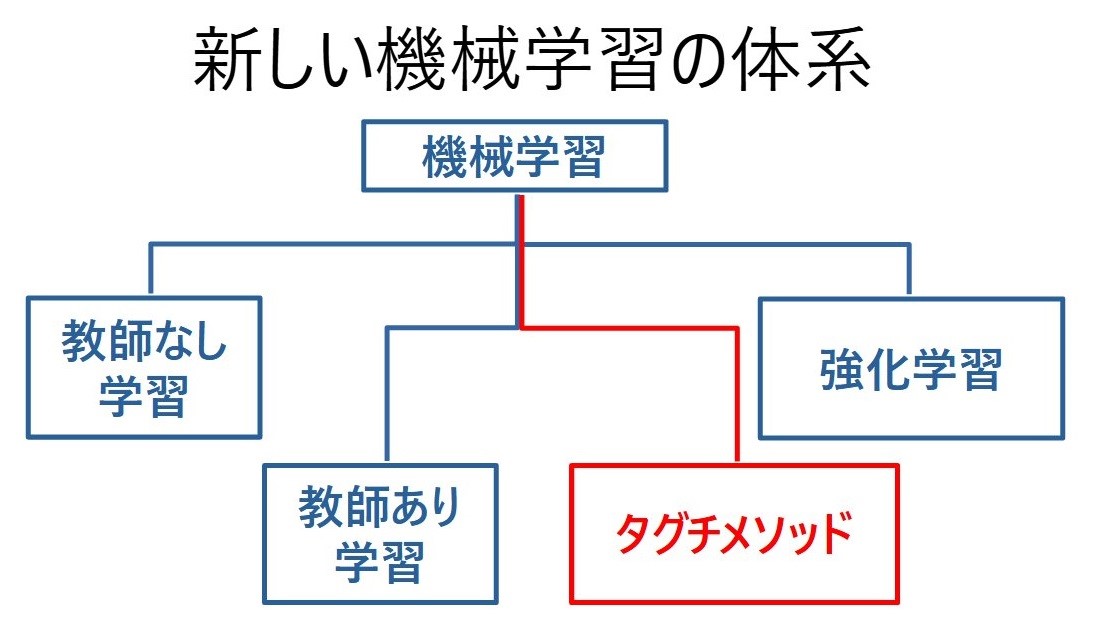 新しい機械学習の体系
機械学習
教師なし
学習
強化学習
教師あり
学習
タグチメソッド